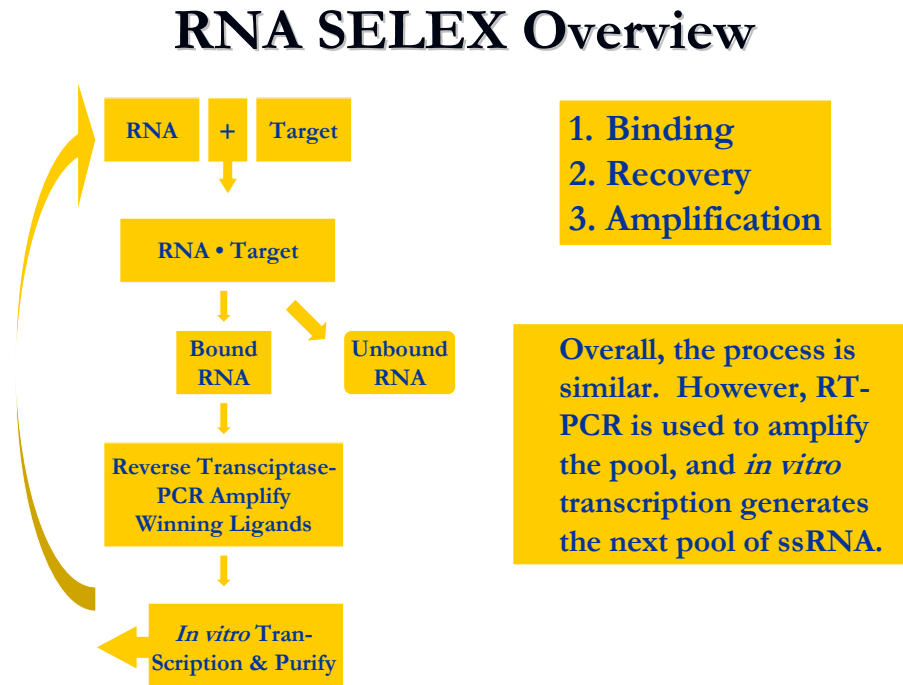 RNA SELEX Overview
RNA
+
Target
RNA • Target
Bound
RNA
Unbound
RNA
Reverse Transciptase-
PCR Amplify
Winning Ligands
In vitro Tran-
Scription & Purify
1. Binding
2. Recovery
3. Amplification
Overall, the process is
similar. However, RT-
PCR is used to amplify
the pool, and in vitro
transcription generates
the next pool of ssRNA.